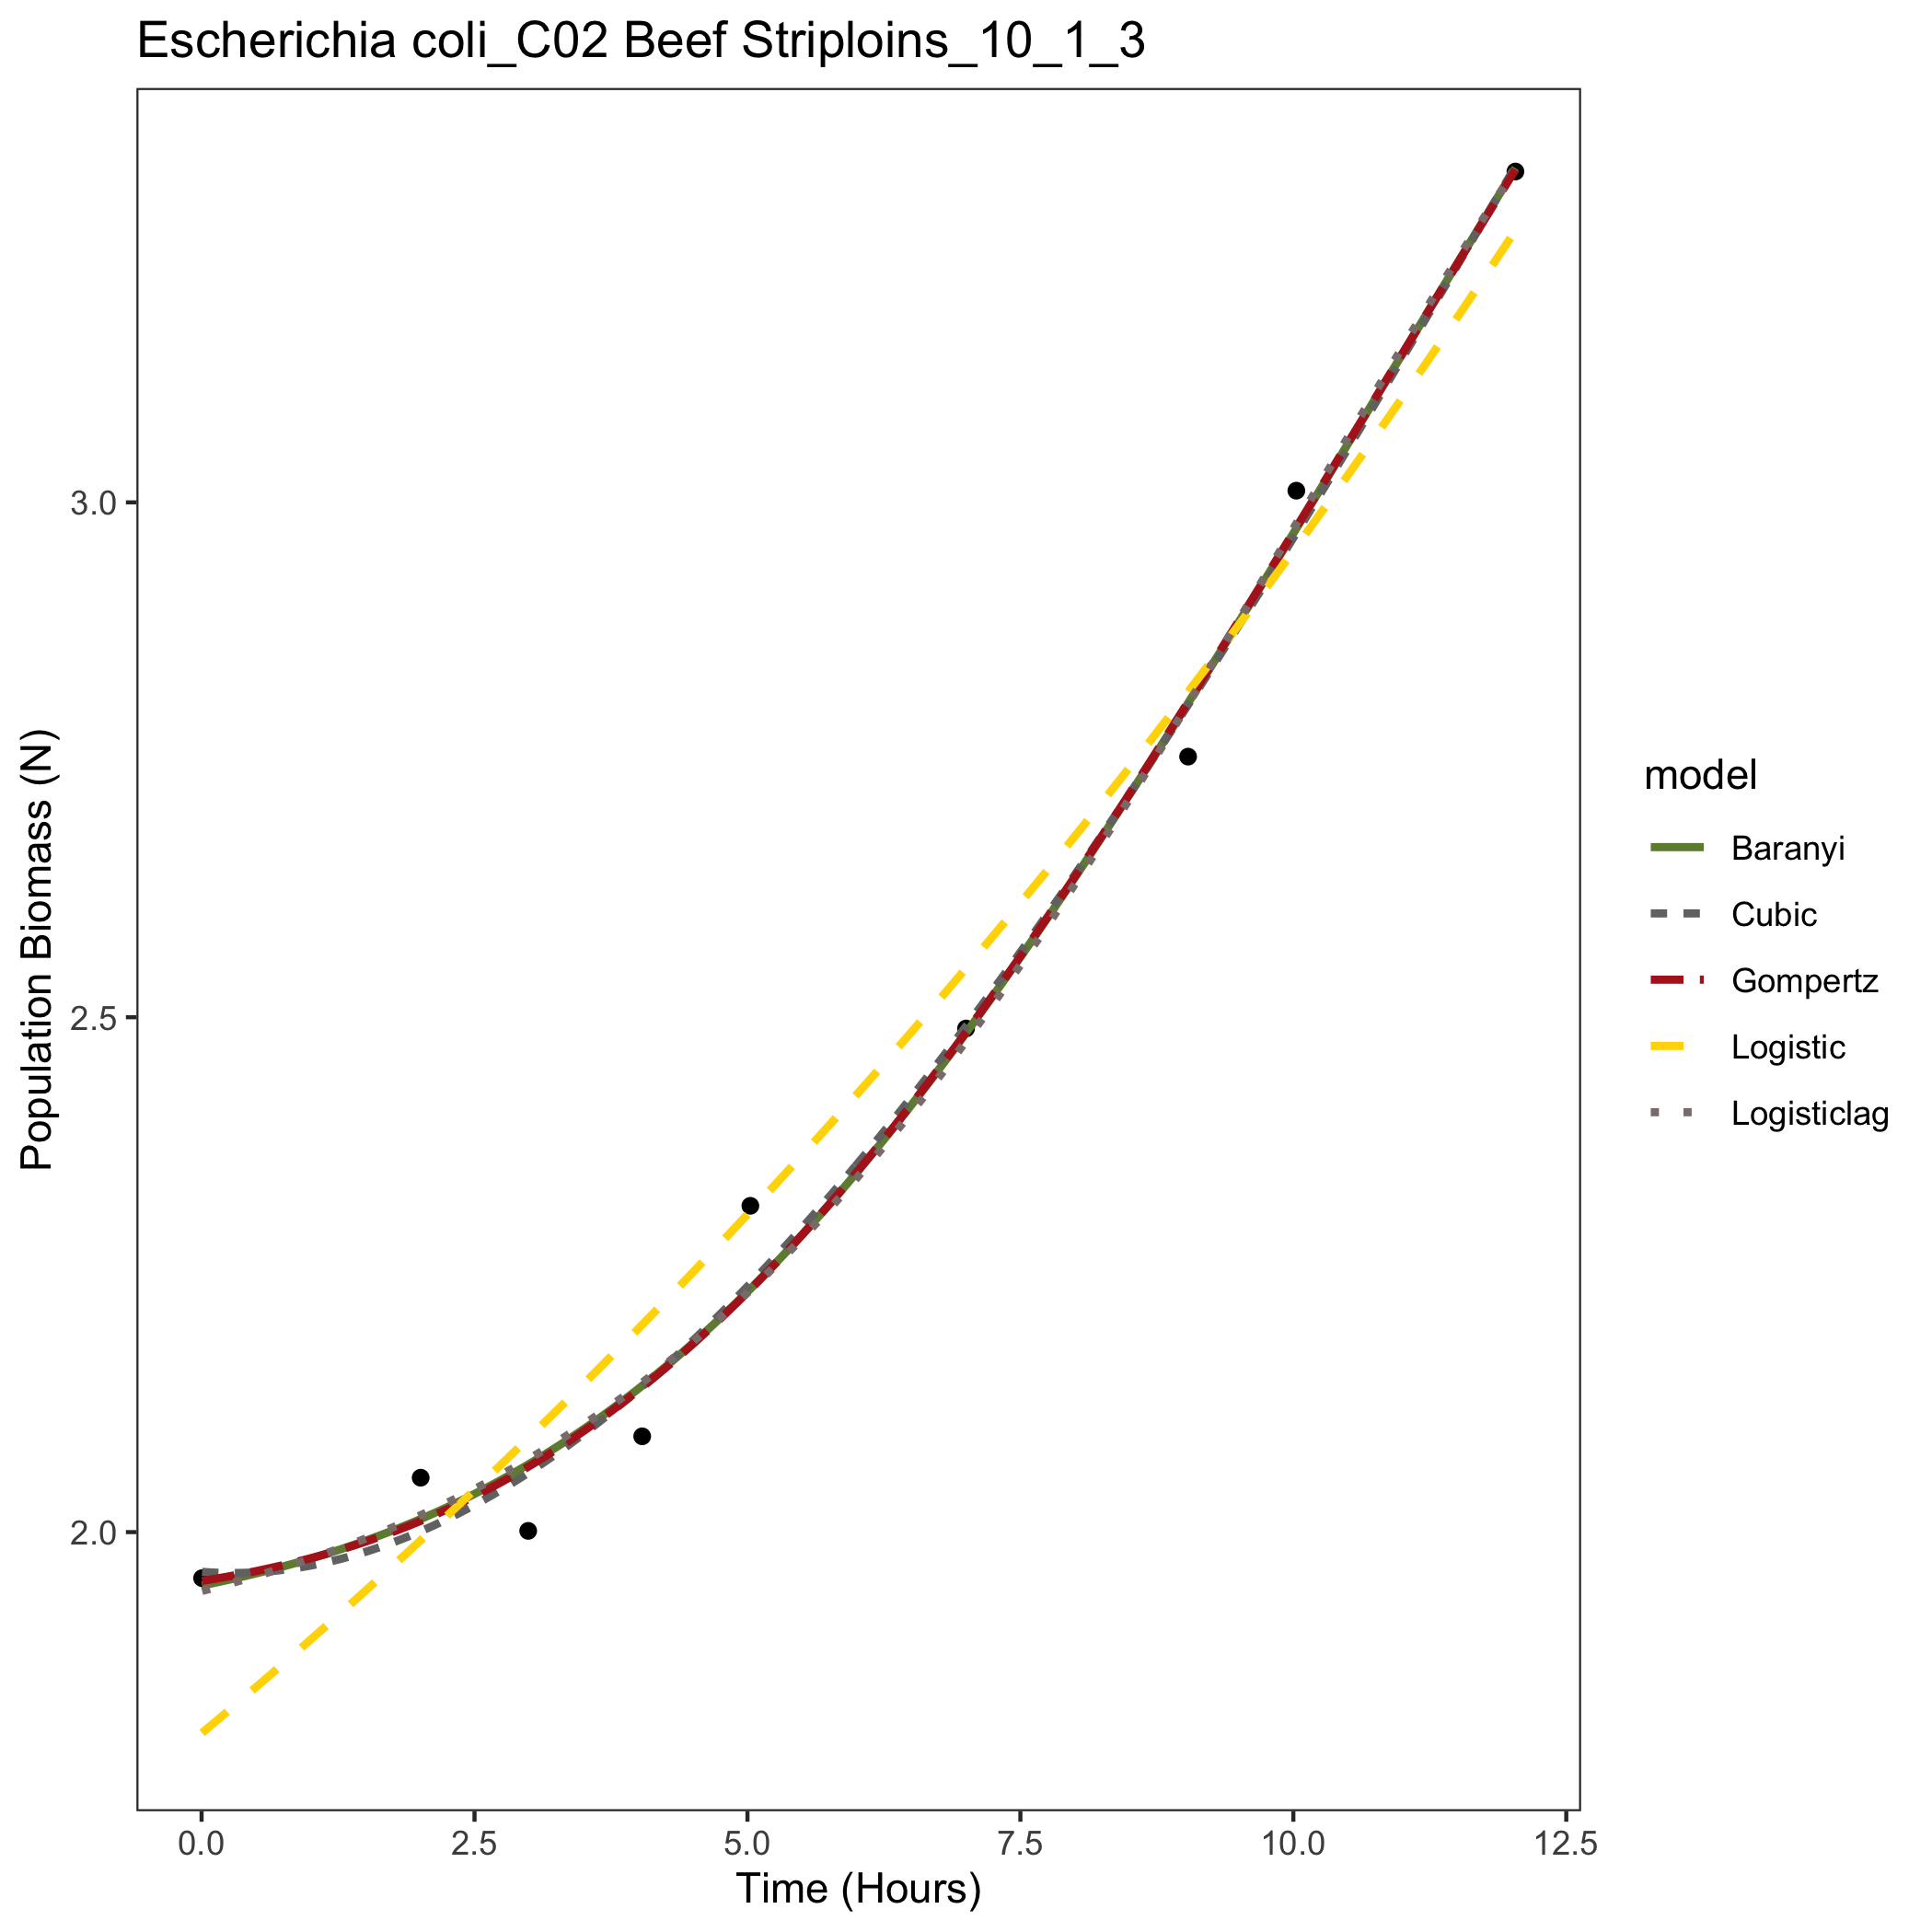 Escherichia coli_C02 Beef Striploins_10_1_3
Population Biomass (N)
3.0
2.5
2.0
0.0 2.5 5.0 7.5 10.0 12.5
Time (Hours)
model
Baranyi
Cubic
Gompertz
Logistic
Logisticlag